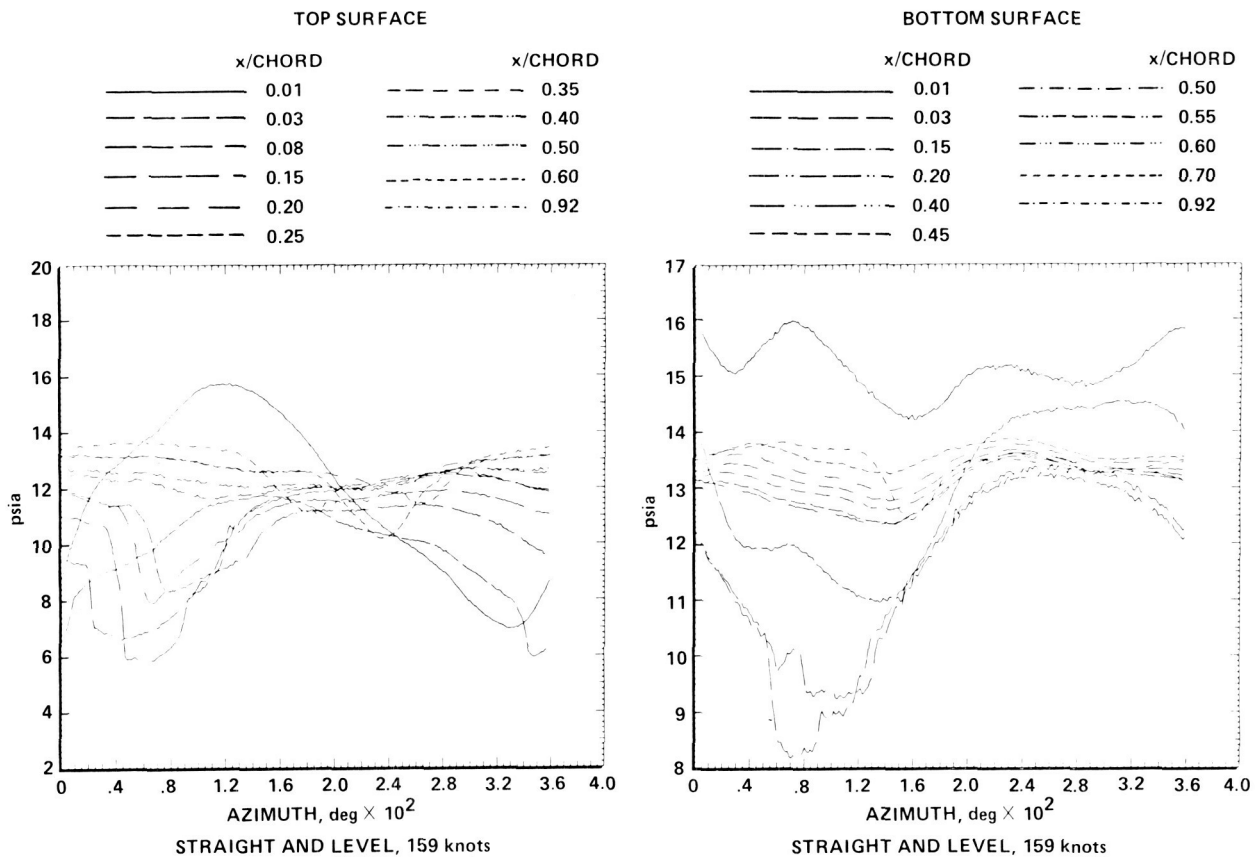 TOP SURFACE
x/CHORD x/CHORD
0.01 0.35
0.03 0.40
0.08 0.50
0.15 0.60
0.20 0.92
0.25
20
18
16
14
12
10
8
6
4
2
psia
0 .4 .8 1.2 1.6 2.0 2.4 2.8 3.2 3.6 4.0
AZIMUTH, deg × 10²
STRAIGHT AND LEVEL, 159 knots
BOTTOM SURFACE
x/CHORD x/CHORD
0.01 0.50
0.03 0.55
0.15 0.60
0.20 0.70
0.40 0.92
0.45
17
16
15
14
13
12
11
10
9
8
psia
0 .4 .8 1.2 1.6 2.0 2.4 2.8 3.2 3.6 4.0
AZIMUTH, deg × 10²
STRAIGHT AND LEVEL, 159 knots